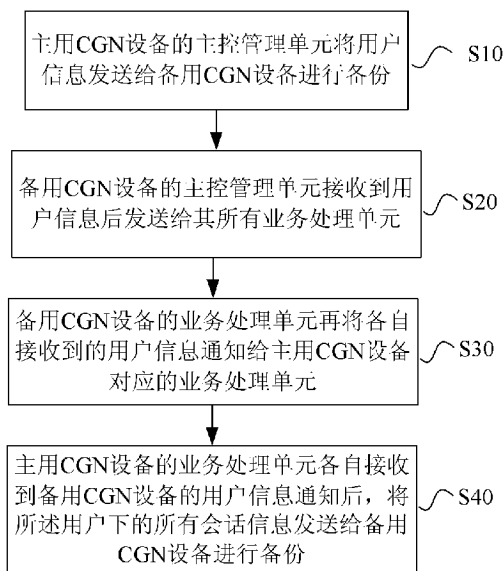 主用CGN设备的主控管理单元将用户
信息发送给备用CGN设备进行备份
S10
备用CGN设备的主控管理单元接收到用
户信息后发送给其所有业务处理单元
S20
备用CGN设备的业务处理单元再将各自
接收到的用户信息通知给主用CGN设备
对应的业务处理单元
S30
主用CGN设备的业务处理单元各自接收
到备用CGN设备的用户信息通知后，将
所述用户下的所有会话信息发送给备用
CGN设备进行备份
S40